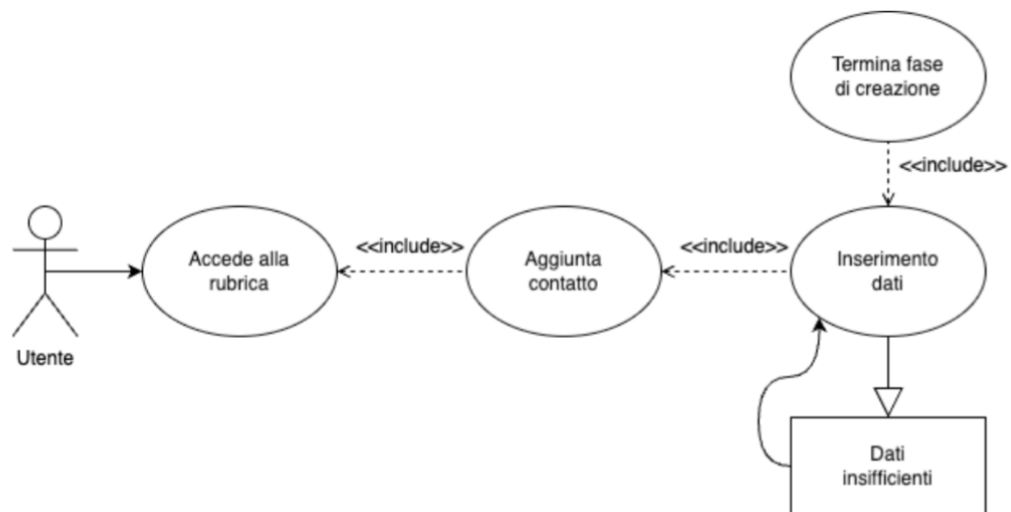 Termina fase
di creazione
<<include>>
Accede alla
rubrica
<<include>>
Aggiunta
contatto
<<include>>
Inserimento
dati
Utente
Dati
insifficienti